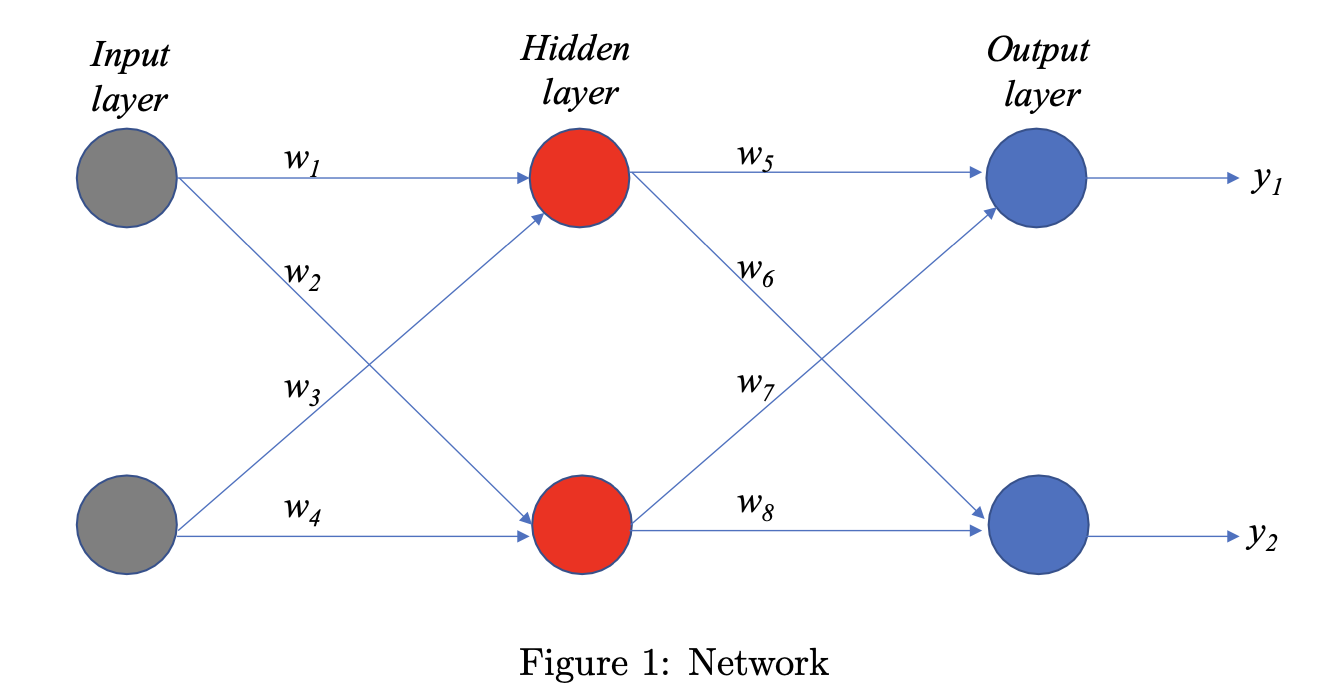 Input
layer
Hidden
layer
Output
layer
w1
w5
y1
w2
w6
w3
w7
w4
w8
y2
Figure 1: Network